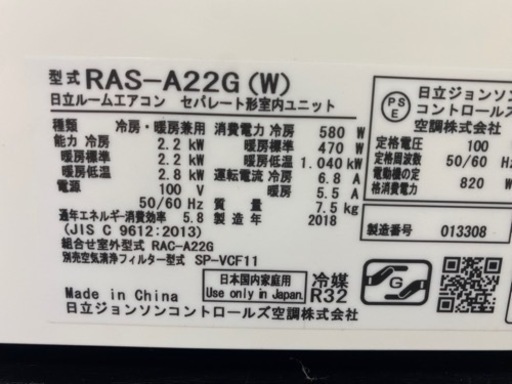 型式 RAS-A22G(W)
日立ルームエアコン セパレート形室内ユニット
種類 冷房・暖房兼用
能力 冷房 2.2 kW
暖房標準 2.2 kW
暖房低温 2.8 kW
電源 100 V
50/60 Hz
消費電力 冷房 580 W
暖房標準 470 W
暖房低温 1.040 kW
運転電流 冷房 6.8 A
暖房 5.5 A
質量 7.5 kg
製造年 2018
通年エネルギー消費効率 5.8
(JIS C 9612:2013)
組合せ室外型式 RAC-A22G
別売空気清浄フィルター型式 SP-VCF11
日本国内家庭用
Use only in Japan.
冷媒
R32
Made in China
日立ジョンソンコントロールズ空調株式会社
PS
E
日立ジョンソン
コントロールズ
空調株式会社
定格電圧 100
定格周波数 50/60 H
電動機の定
格消費電力 820 W
製造番号 013308
G